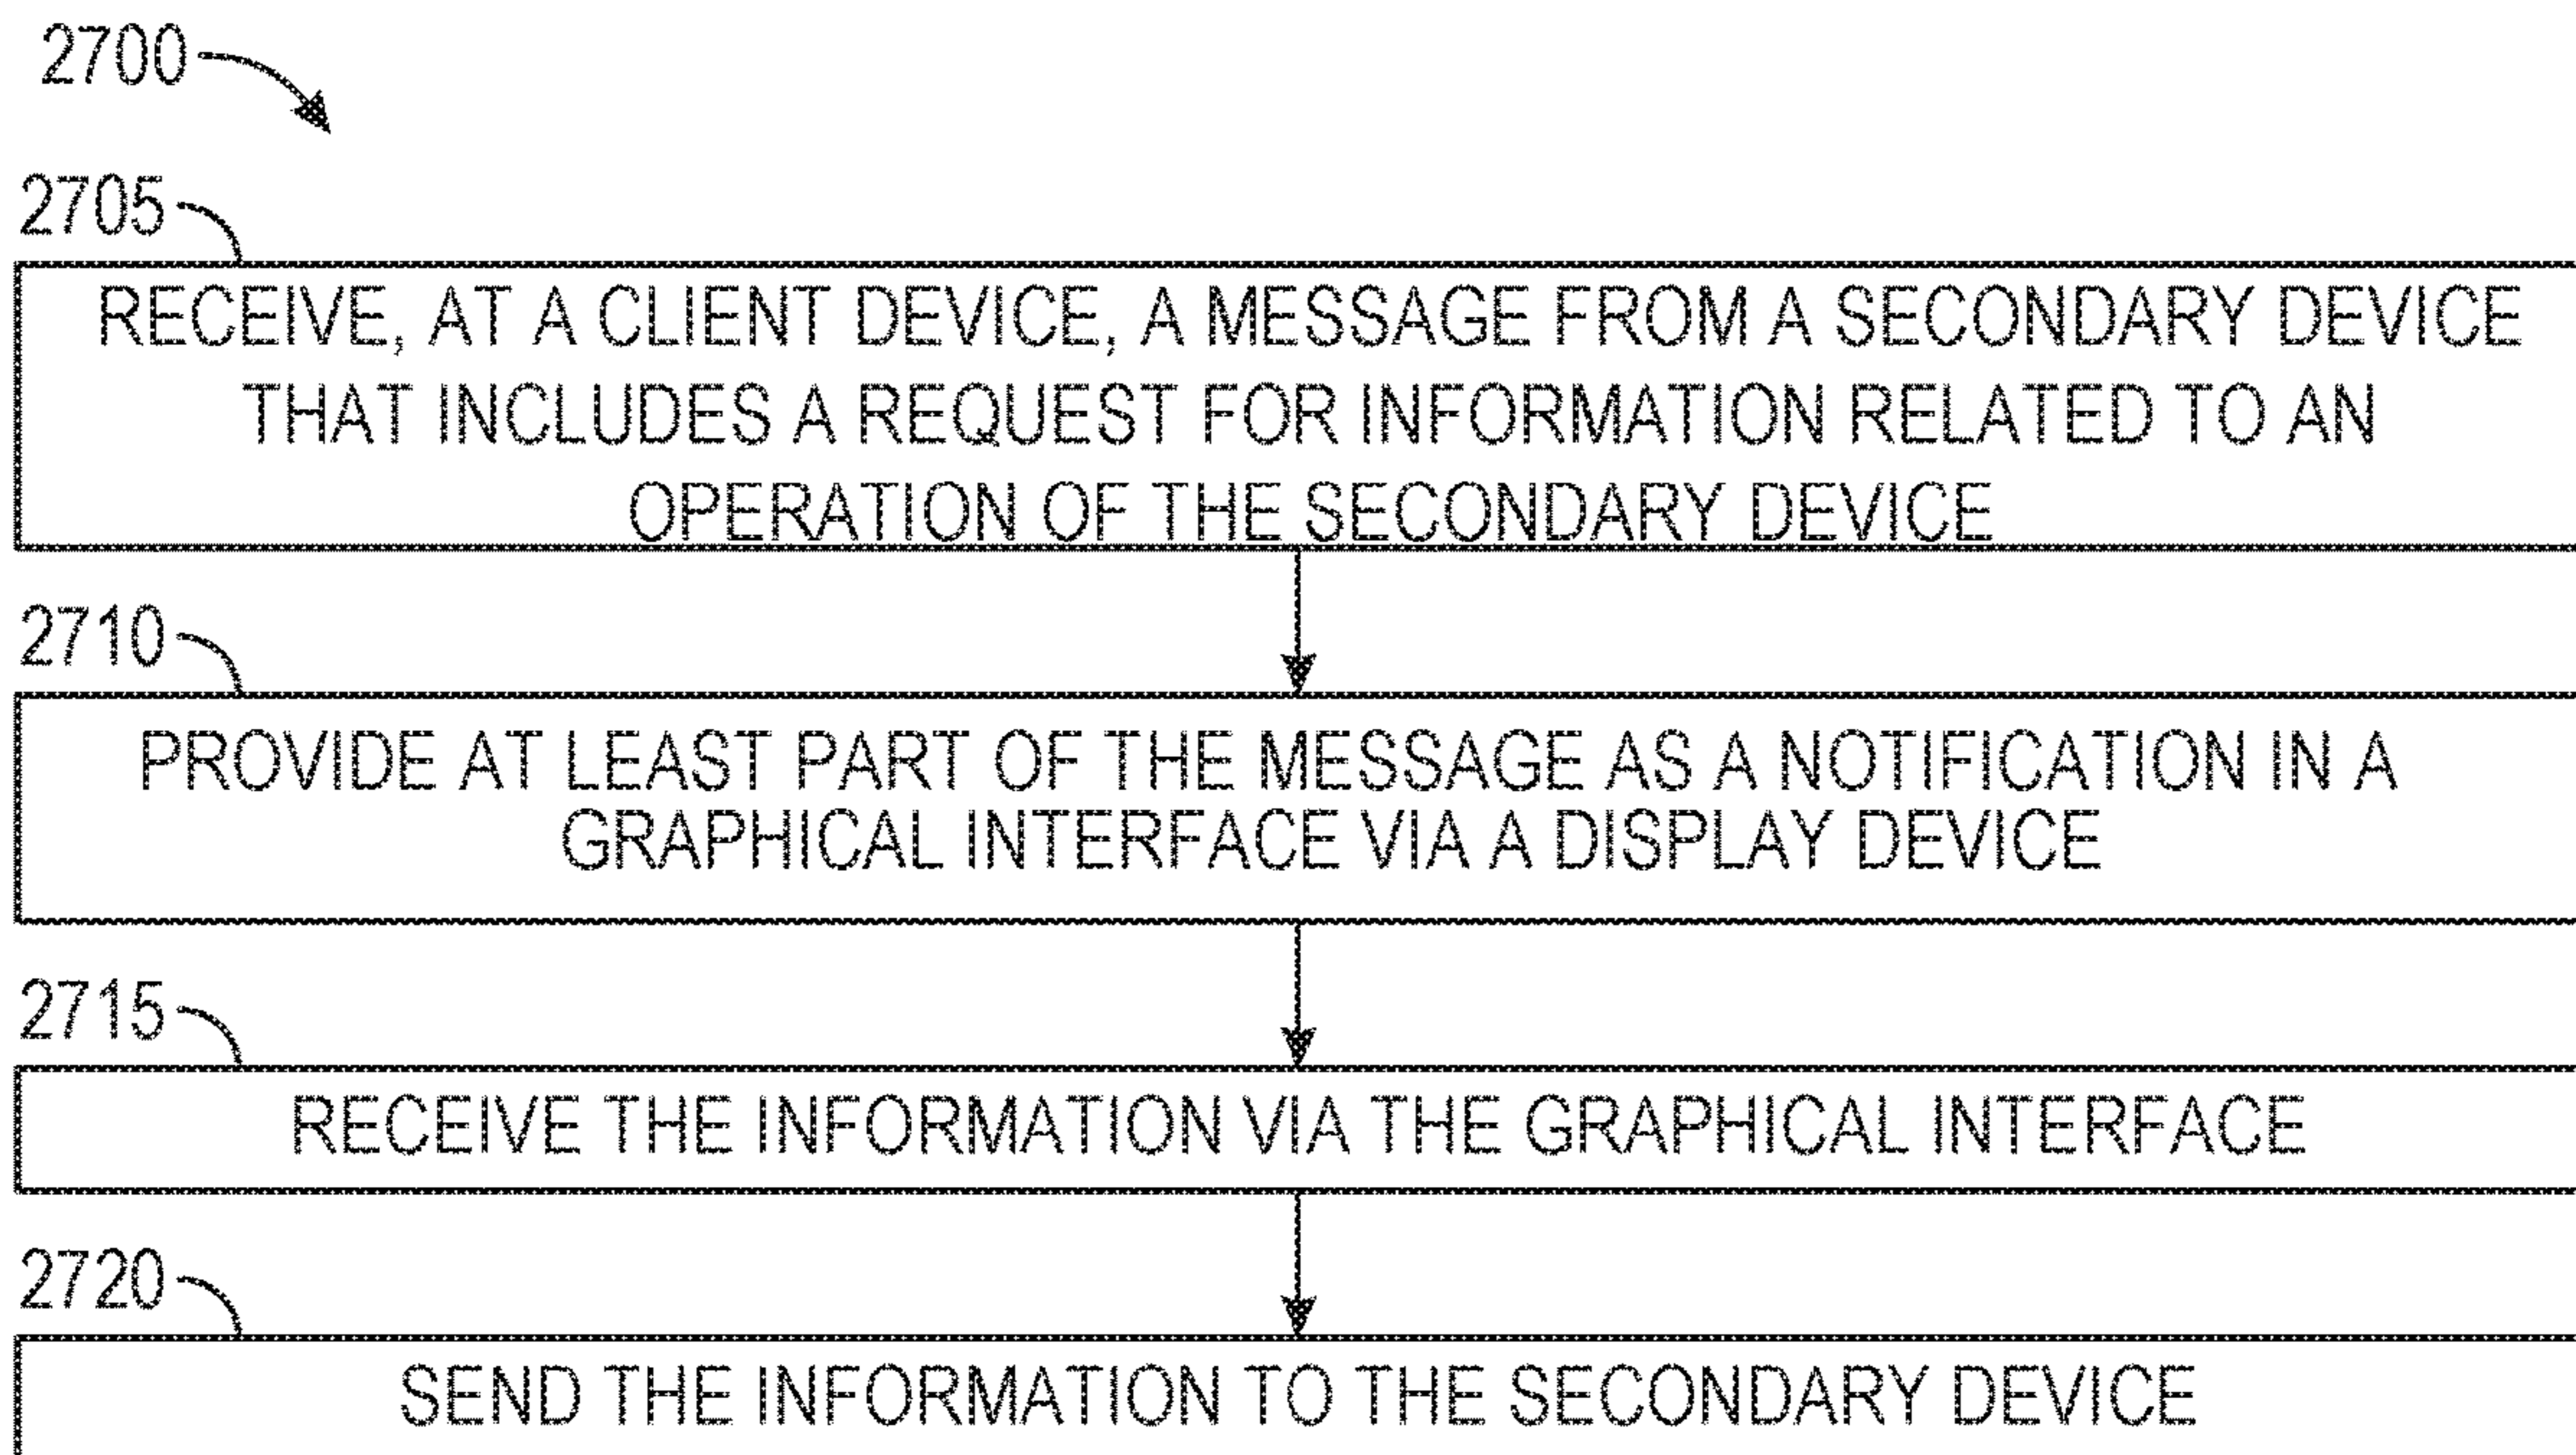 2700
2705
RECEIVE, AT A CLIENT DEVICE, A MESSAGE FROM A SECONDARY DEVICE
THAT INCLUDES A REQUEST FOR INFORMATION RELATED TO AN
OPERATION OF THE SECONDARY DEVICE
2710
PROVIDE AT LEAST PART OF THE MESSAGE AS A NOTIFICATION IN A
GRAPHICAL INTERFACE VIA A DISPLAY DEVICE
2715
RECEIVE THE INFORMATION VIA THE GRAPHICAL INTERFACE
2720
SEND THE INFORMATION TO THE SECONDARY DEVICE